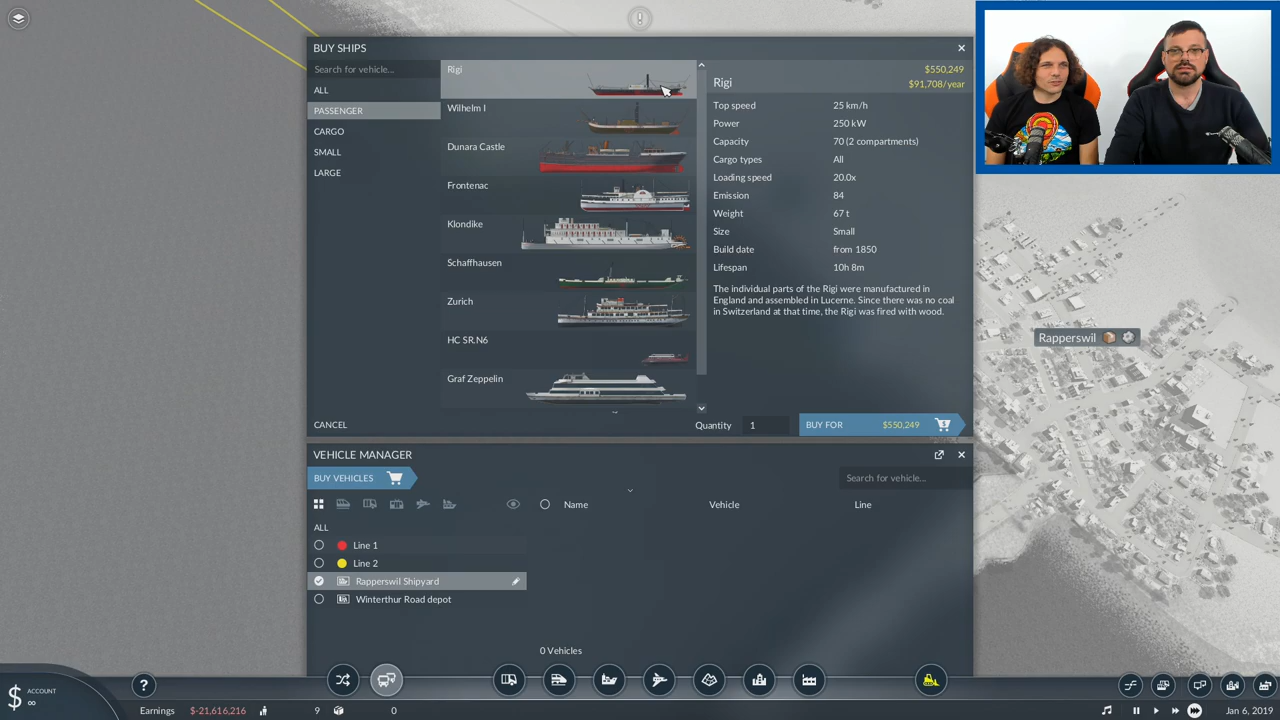 BUY SHIPS
Search for vehicle...
ALL
PASSENGER
CARGO
SMALL
LARGE
Rigi
Wilhelm I
Dunara Castle
Frontenac
Klondike
Schaffhausen
Zurich
HC SR.N6
Graf Zeppelin
$550,249
Rigi
$91,708/year
Top speed 25 km/h
Power 250 kW
Capacity 70 (2 compartments)
Cargo types All
Loading speed 20.0x
Emission 84
Weight 67 t
Size Small
Build date from 1850
Lifespan 10h 8m
The individual parts of the Rigi were manufactured in
England and assembled in Lucerne. Since there was no coal
in Switzerland at that time, the Rigi was fired with wood.
CANCEL
Quantity 1
BUY FOR $550,249
Rapperswil
VEHICLE MANAGER
BUY VEHICLES
Search for vehicle...
Name Vehicle Line
ALL
Line 1
Line 2
Rapperswil Shipyard
Winterthur Road depot
0 Vehicles
$ ACCOUNT
∞
?
Earnings $-21,616,216 9 0
Jan 6, 2019